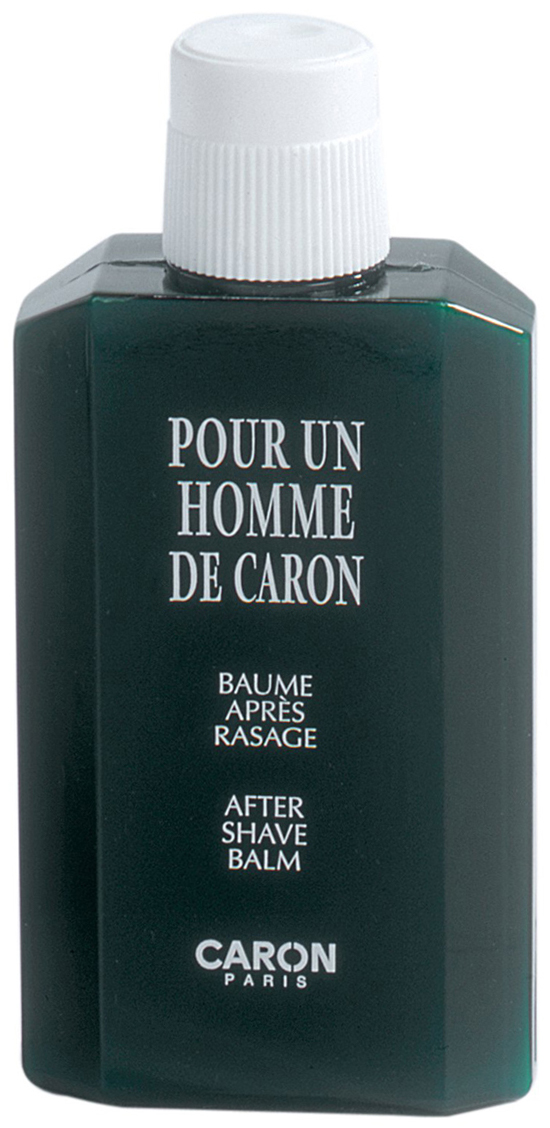 POUR UN
HOMME
DE CARON
BAUME
APRÈS
RASAGE
AFTER
SHAVE
BALM
CARON
PARIS